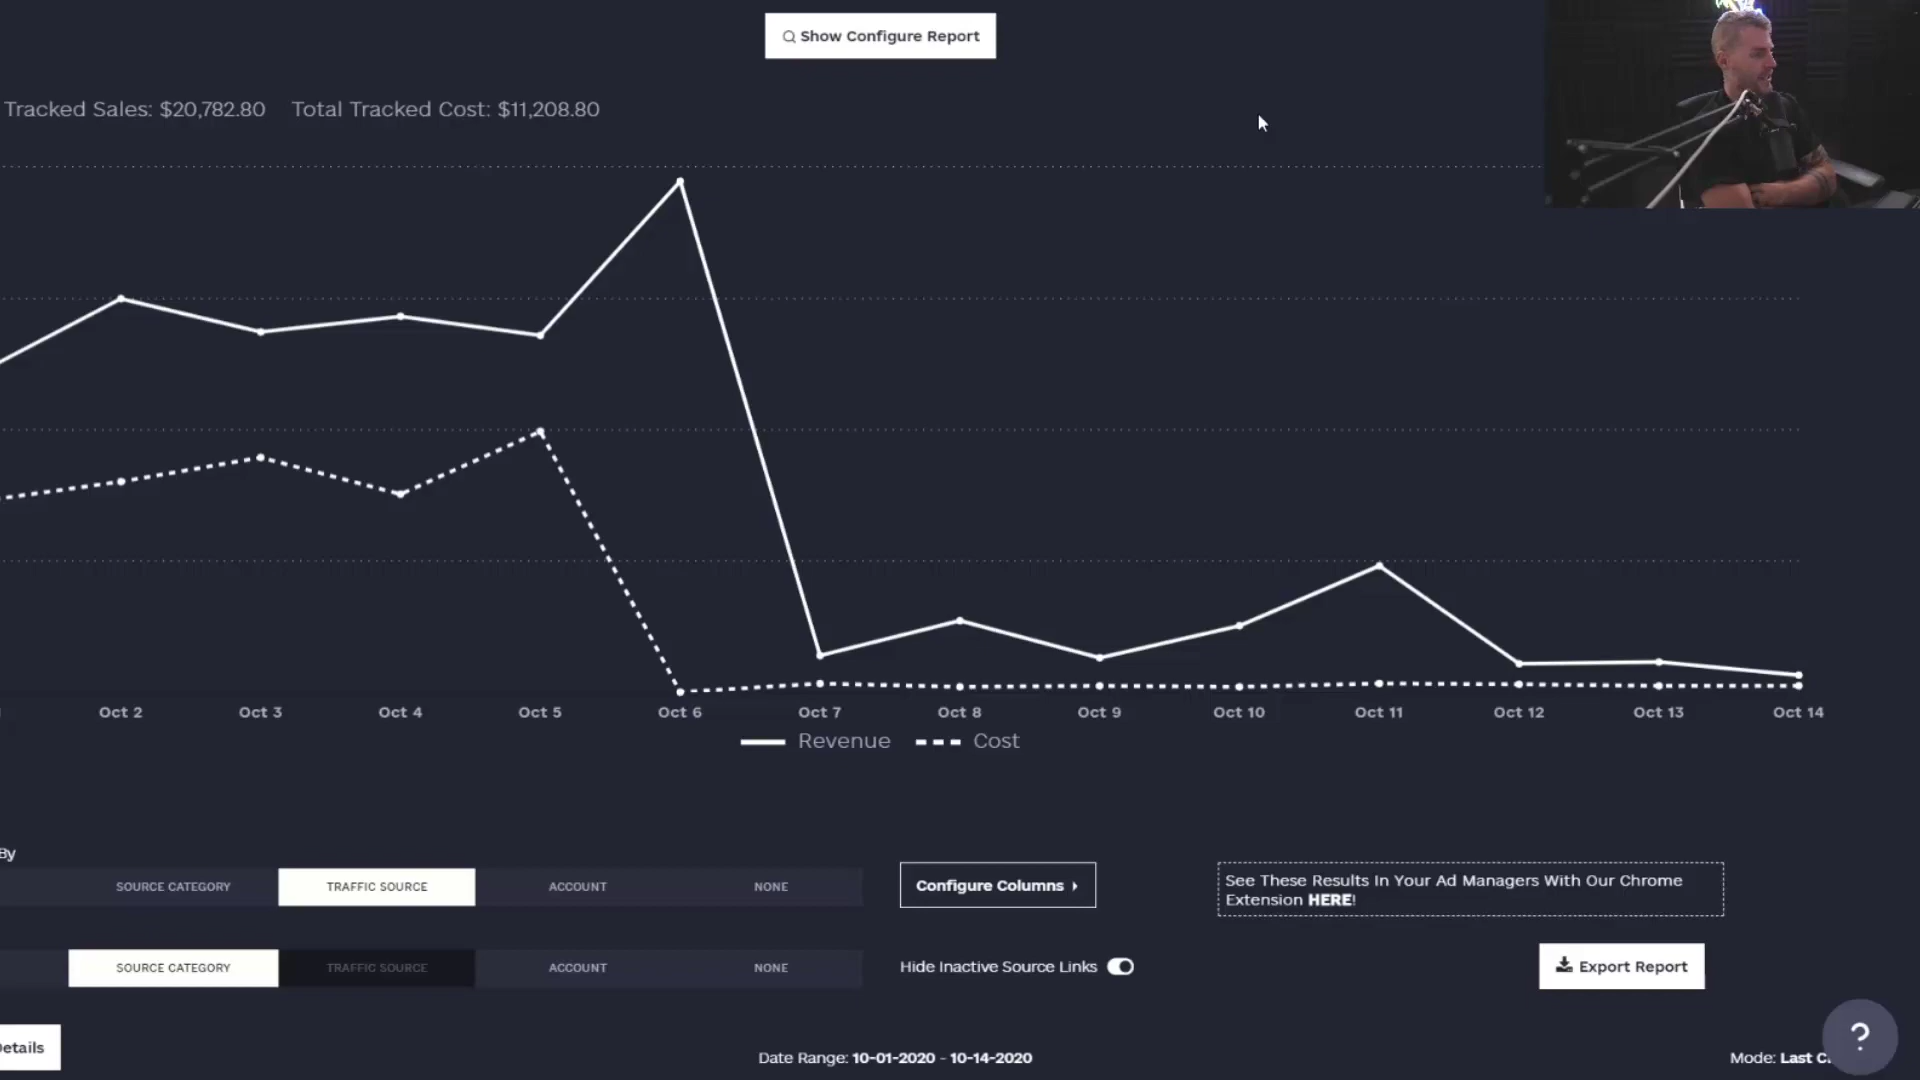 Show Configure Report
Tracked Sales: $20,782.80 Total Tracked Cost: $11,208.80
Oct 2 Oct 3 Oct 4 Oct 5 Oct 6 Oct 7 Oct 8 Oct 9 Oct 10 Oct 11 Oct 12 Oct 13 Oct 14
Revenue Cost
By
SOURCE CATEGORY TRAFFIC SOURCE ACCOUNT NONE
Configure Columns
See These Results In Your Ad Managers With Our Chrome
Extension HERE!
SOURCE CATEGORY TRAFFIC SOURCE ACCOUNT NONE
Hide Inactive Source Links
Export Report
Details
Date Range: 10-01-2020 - 10-14-2020
Mode: Last C
?